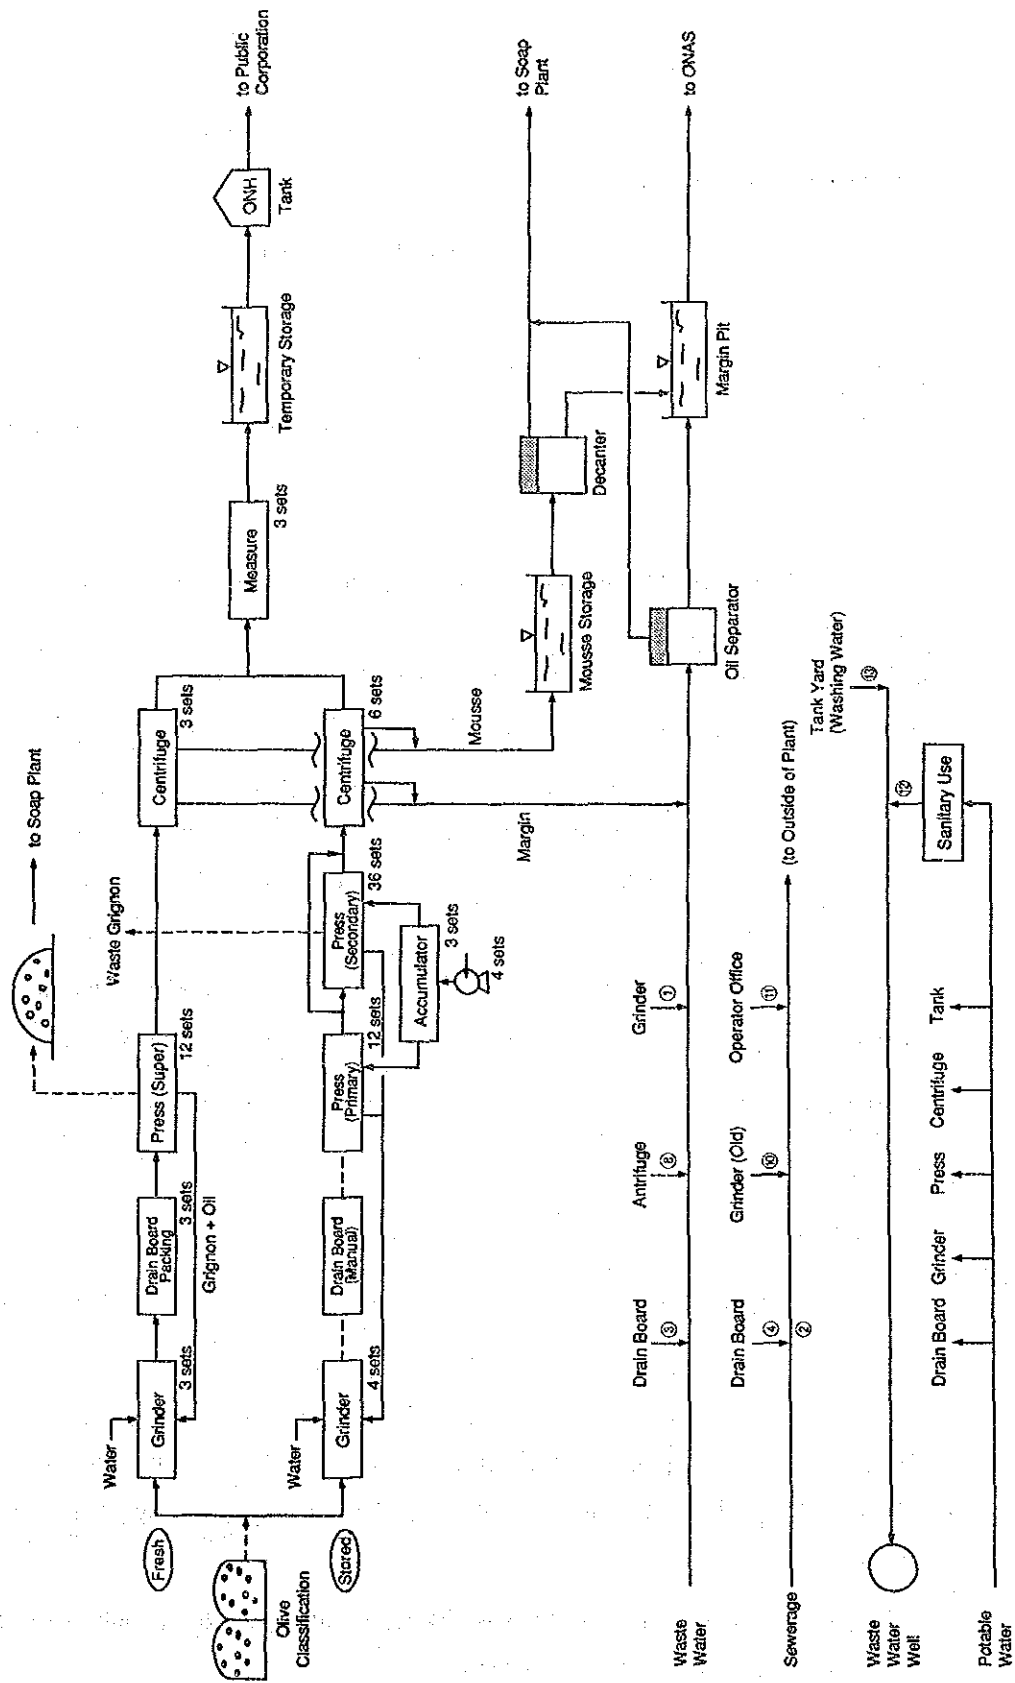 to Soap Plant
Waste Grignon
Fresh
Olive
Classification
Stored
Water
Grinder
3 sets
Drain Board
Packing
3 sets
Grignon + Oil
Press (Super)
12 sets
Centrifuge
3 sets
Water
Grinder
4 sets
Drain Board
(Manual)
Press
(Primary)
12 sets
Press
(Secondary)
36 sets
Accumulator
3 sets
4 sets
Centrifuge
6 sets
Measure
3 sets
Temporary Storage
ONH
Tank
to Public
Corporation
Margin
Mousse
Mousse Storage
Decanter
to Soap
Plant
Oil Separator
Margin Pit
to ONAS
Waste
Water
Drain Board
③
Antrifuge
⑧
Grinder
①
Sewerage
Drain Board
④
②
Grinder (Old)
⑩
Operator Office
⑪
(to Outside of Plant)
Waste
Water
Well
Tank Yard
(Washing Water)
⑬
⑫
Sanitary Use
Potable
Water
Drain Board
Grinder
Press
Centrifuge
Tank